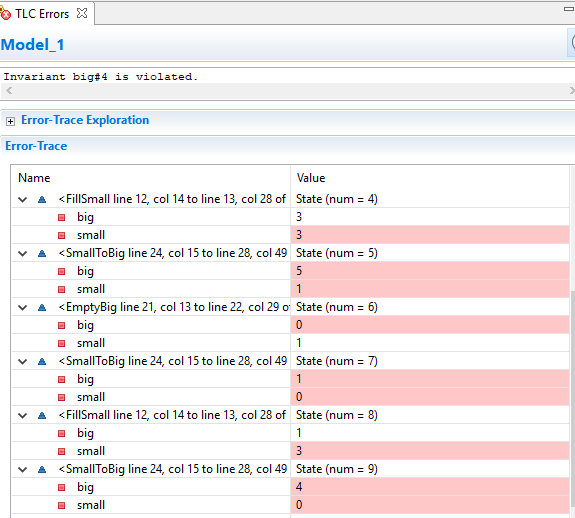 TLC Errors
Model_1
Invariant big#4 is violated.
Error-Trace Exploration
Error-Trace
Name Value
<FillSmall line 12, col 14 to line 13, col 28 of State (num = 4)
big 3
small 3
<SmallToBig line 24, col 15 to line 28, col 49 State (num = 5)
big 5
small 1
<EmptyBig line 21, col 13 to line 22, col 29 o State (num = 6)
big 0
small 1
<SmallToBig line 24, col 15 to line 28, col 49 State (num = 7)
big 1
small 0
<FillSmall line 12, col 14 to line 13, col 28 of State (num = 8)
big 1
small 3
<SmallToBig line 24, col 15 to line 28, col 49 State (num = 9)
big 4
small 0